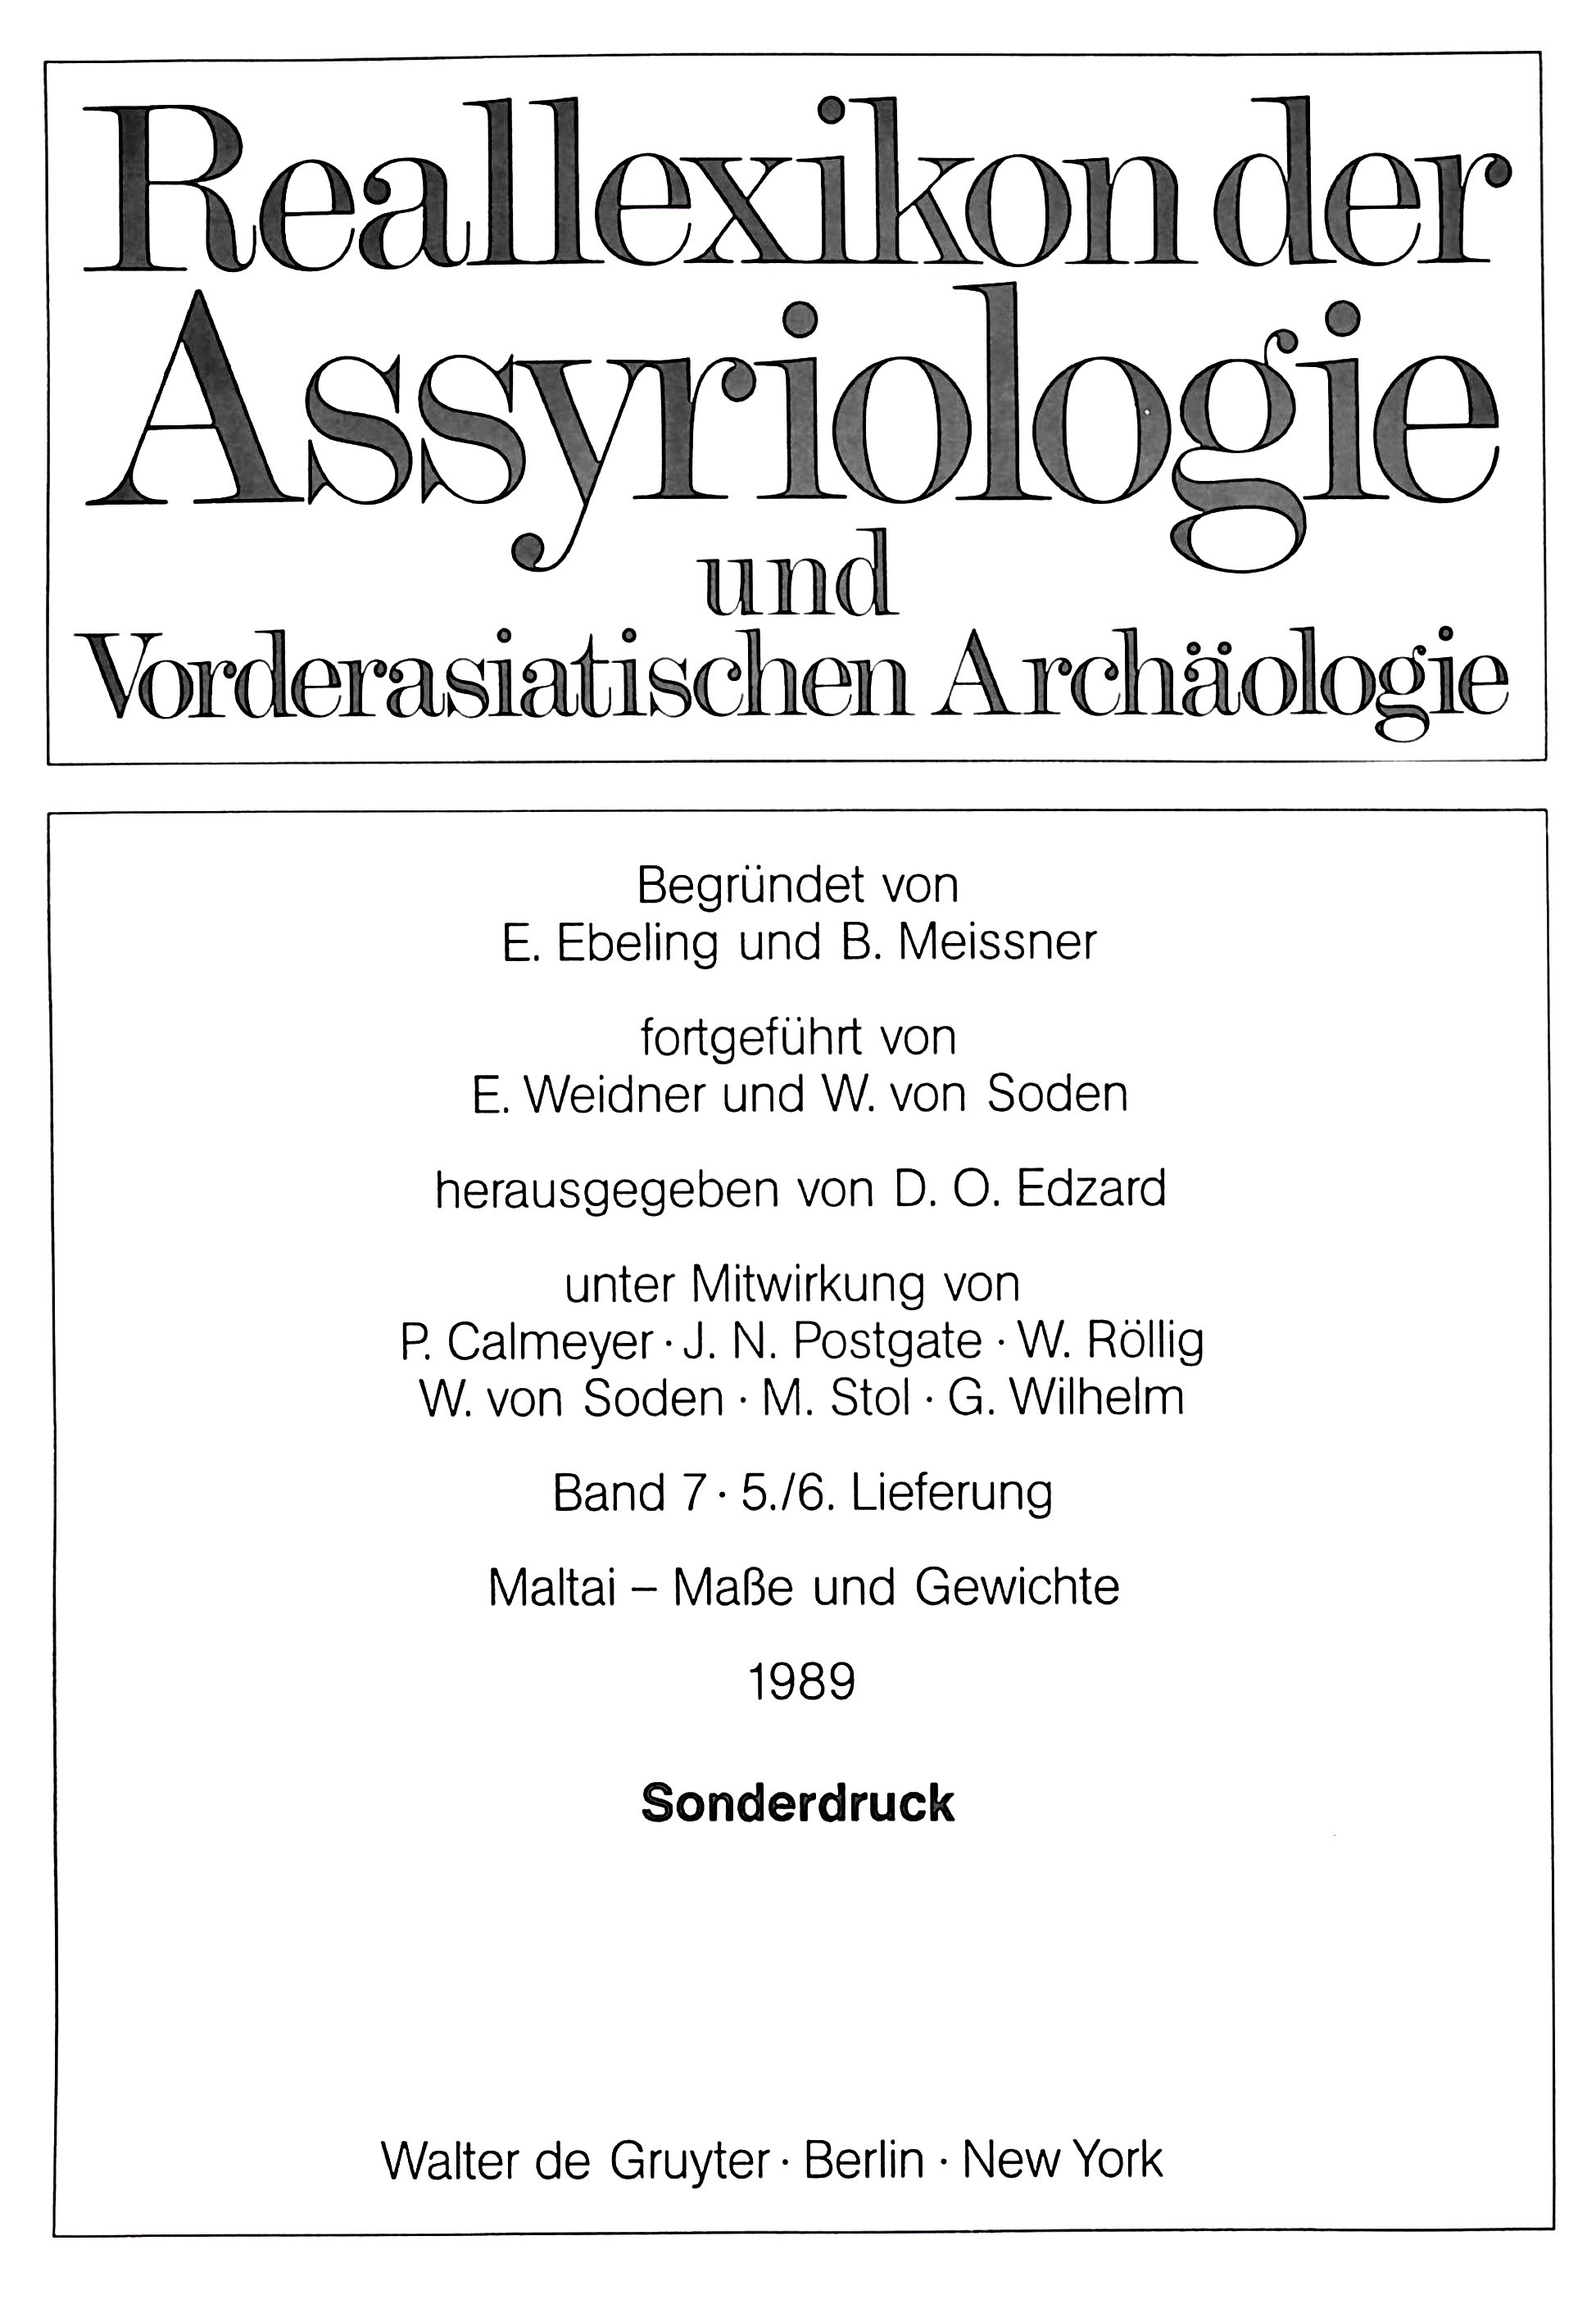 Reallexikon der
Assyriologie
und
Vorderasiatischen Archäologie
Begründet von
E. Ebeling und B. Meissner
fortgeführt von
E. Weidner und W. von Soden
herausgegeben von D. O. Edzard
unter Mitwirkung von
P. Calmeyer · J. N. Postgate · W. Röllig
W. von Soden · M. Stol · G. Wilhelm
Band 7 · 5./6. Lieferung
Maltai – Maße und Gewichte
1989
Sonderdruck
Walter de Gruyter · Berlin · New York